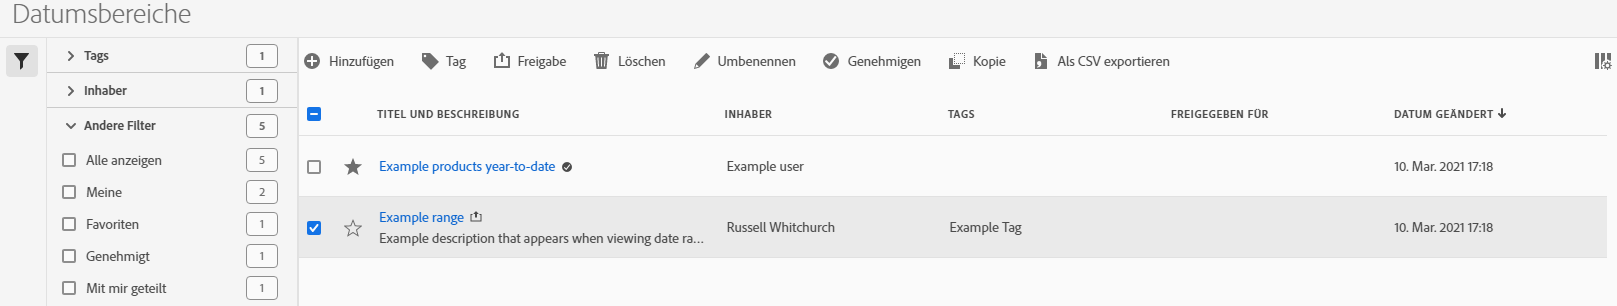 Datumsbereiche
Tags 1
Inhaber 1
Andere Filter 5
Alle anzeigen 5
Meine 2
Favoriten 1
Genehmigt 1
Mit mir geteilt 1
Hinzufügen Tag Freigabe Löschen Umbenennen Genehmigen Kopie Als CSV exportieren
TITEL UND BESCHREIBUNG INHABER TAGS FREIGEGEBEN FÜR DATUM GEÄNDERT
Example products year-to-date Example user 10. Mar. 2021 17:18
Example range
Example description that appears when viewing date ra... Russell Whitchurch Example Tag 10. Mar. 2021 17:18